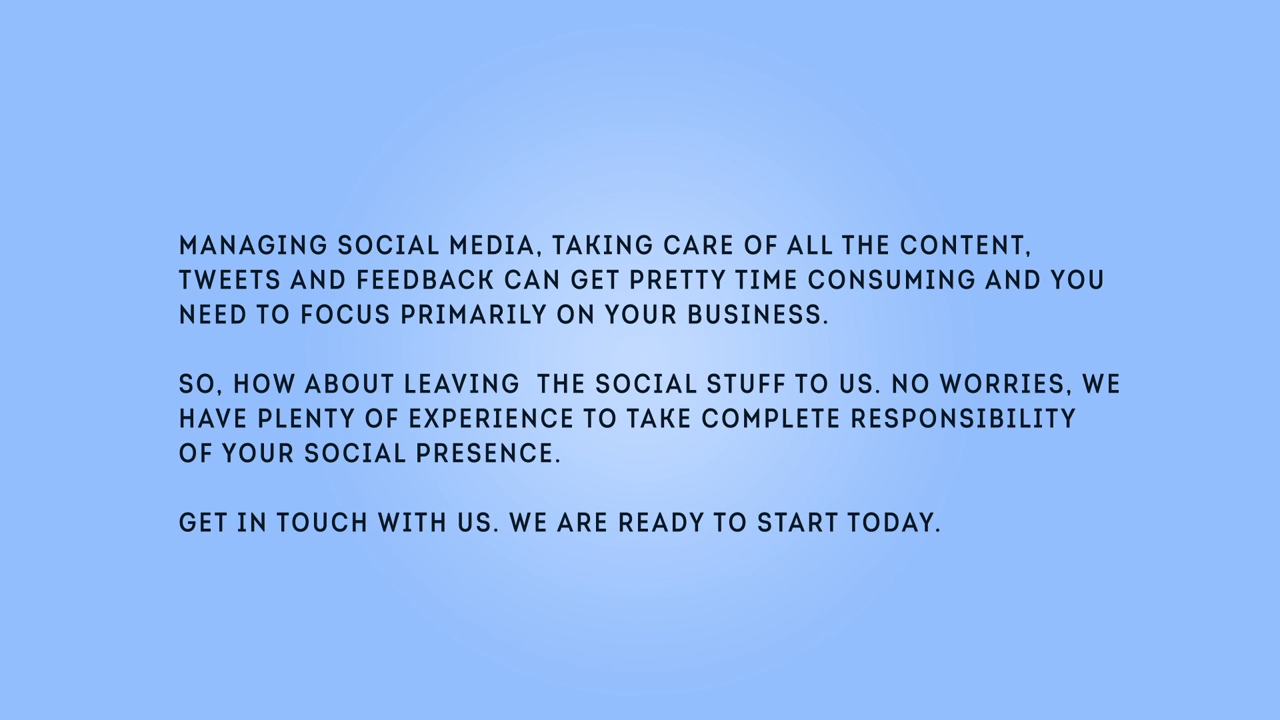 MANAGING SOCIAL MEDIA, TAKING CARE OF ALL THE CONTENT,
TWEETS AND FEEDBACK CAN GET PRETTY TIME CONSUMING AND YOU
NEED TO FOCUS PRIMARILY ON YOUR BUSINESS.
SO, HOW ABOUT LEAVING  THE SOCIAL STUFF TO US. NO WORRIES, WE
HAVE PLENTY OF EXPERIENCE TO TAKE COMPLETE RESPONSIBILITY
OF YOUR SOCIAL PRESENCE.
GET IN TOUCH WITH US. WE ARE READY TO START TODAY.